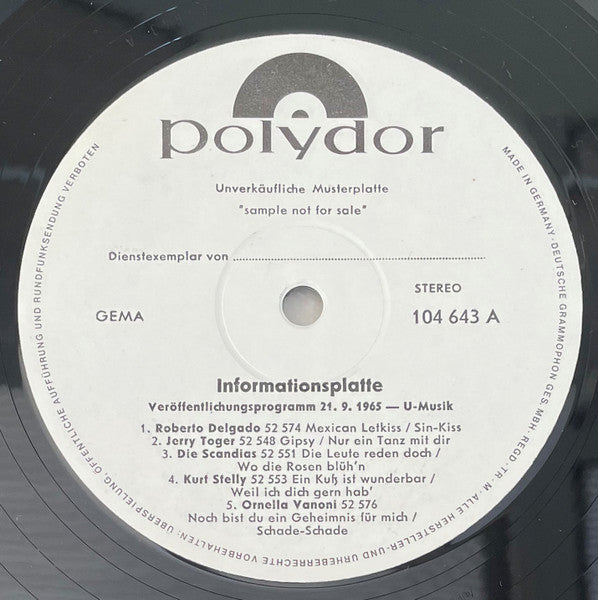 polydor
Unverkäufliche Musterplatte
"sample not for sale"
Dienstexemplar von
STEREO
GEMA
104 643 A
Informationsplatte
Veröffentlichungsprogramm 21. 9. 1965 — U-Musik
1. Roberto Delgado 52 574 Mexican Letkiss / Sin-Kiss
2. Jerry Toger 52 548 Gipsy / Nur ein Tanz mit dir
3. Die Scandias 52 551 Die Leute reden doch /
Wo die Rosen blüh'n
4. Kurt Stelly 52 553 Ein Kuß ist wunderbar /
Weil ich dich gern hab'
5. Ornella Vanoni 52 576
Noch bist du ein Geheimnis für mich /
Schade-Schade
MADE IN GERMANY · DEUTSCHE GRAMMOPHON GES. MBH · REGD. TR. M. ALLE HERSTELLER- UND URHEBERRECHTE VORBEHALTEN: ÜBERSPIELUNG, ÖFFENTLICHE AUFFÜHRUNG UND RUNDFUNKSENDUNG VERBOTEN